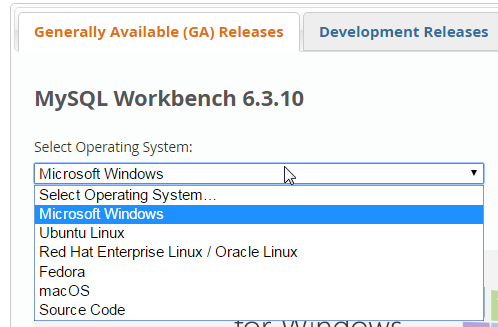 Generally Available (GA) Releases
Development Releases
MySQL Workbench 6.3.10
Select Operating System:
Microsoft Windows
Select Operating System…
Microsoft Windows
Ubuntu Linux
Red Hat Enterprise Linux / Oracle Linux
Fedora
macOS
Source Code
for Windows